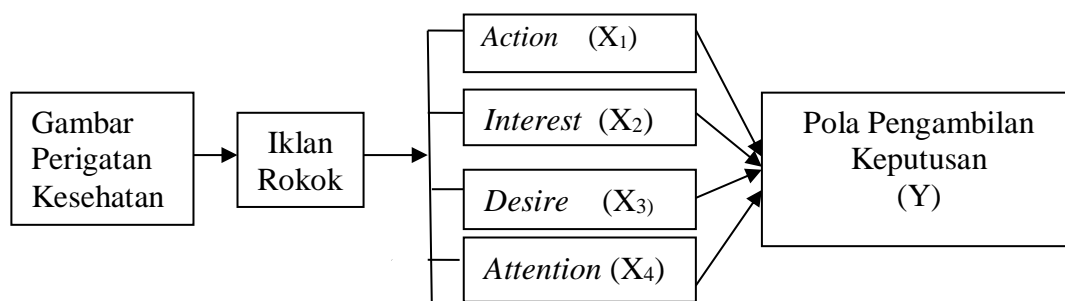 Gambar
Perigatan
Kesehatan
Iklan
Rokok
Action (X1)
Interest (X2)
Desire (X3)
Attention (X4)
Pola Pengambilan
Keputusan
(Y)